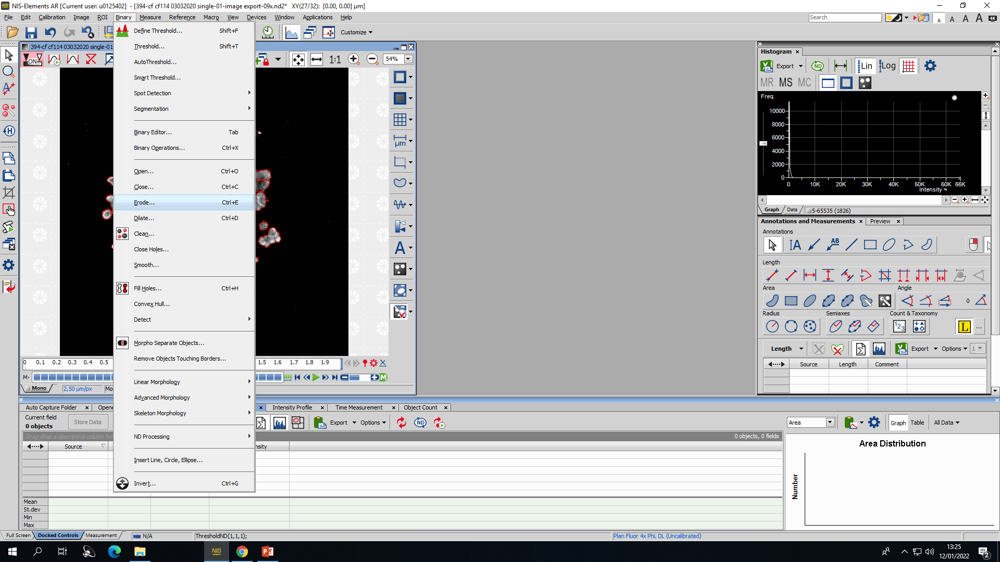 NIS-Elements AR [Current user: u0125402] - [394-cf cf114 03032020 single-01-image export-09x.nd2* XY(27/32): [0.00, 0.00] µm]
File Edit Calibration Image ROI Binary Measure Reference Macro View Devices Window Applications Help
Search
A A A A 4K
Customize
394-cf cf114 03032020 single-01
ON
1:1
54%
Define Threshold... Shift+F
Threshold... Shift+T
AutoThreshold...
Smart Threshold...
Spot Detection
Segmentation
Binary Editor... Tab
Binary Operations... Ctrl+X
Open... Ctrl+O
Close... Ctrl+C
Erode... Ctrl+E
Dilate... Ctrl+D
Clean...
Close Holes...
Smooth...
Fill Holes... Ctrl+H
Convex Hull...
Detect
Morpho Separate Objects...
Remove Objects Touching Borders...
Linear Morphology
Advanced Morphology
Skeleton Morphology
ND Processing
Insert Line, Circle, Ellipse...
Invert... Ctrl+G
µm
A
0 0.1 0.2 0.3 0.4 0.5
1.5 1.6 1.7 1.8 1.9
M
M
Mono 2,50 µm/px Mo
Histogram
Export ND Lin Log
MR MS MC
Freq.
10000
8000
6000
4000
2000
0
0 10K 20K 30K 40K 50K 60K 66K
Intensity ≈
Graph Data 5-65535 (1826)
Annotations and Measurements Preview
Annotations
IA AB
Length
Area Angle
0
Radius Semiaxes Count & Taxonomy
123 L ...
Length Export Options 1
Source Length Comment
Auto Capture Folder Opene Intensity Profile Time Measurement Object Count
Current field
0 objects
Store Data
Export Options ND
Drag-drop a descriptive column her
0 objects, 0 fields
Source nsity
Mean
St.dev
Min
Max
Area Graph Table All Data
Area Distribution
Number
Full Screen Docked Controls Measurement N/A ThresholdND(1,1,1); Plan Fluor 4x PhL DL (Uncalibrated)
NIS
13:25
12/01/2022
2